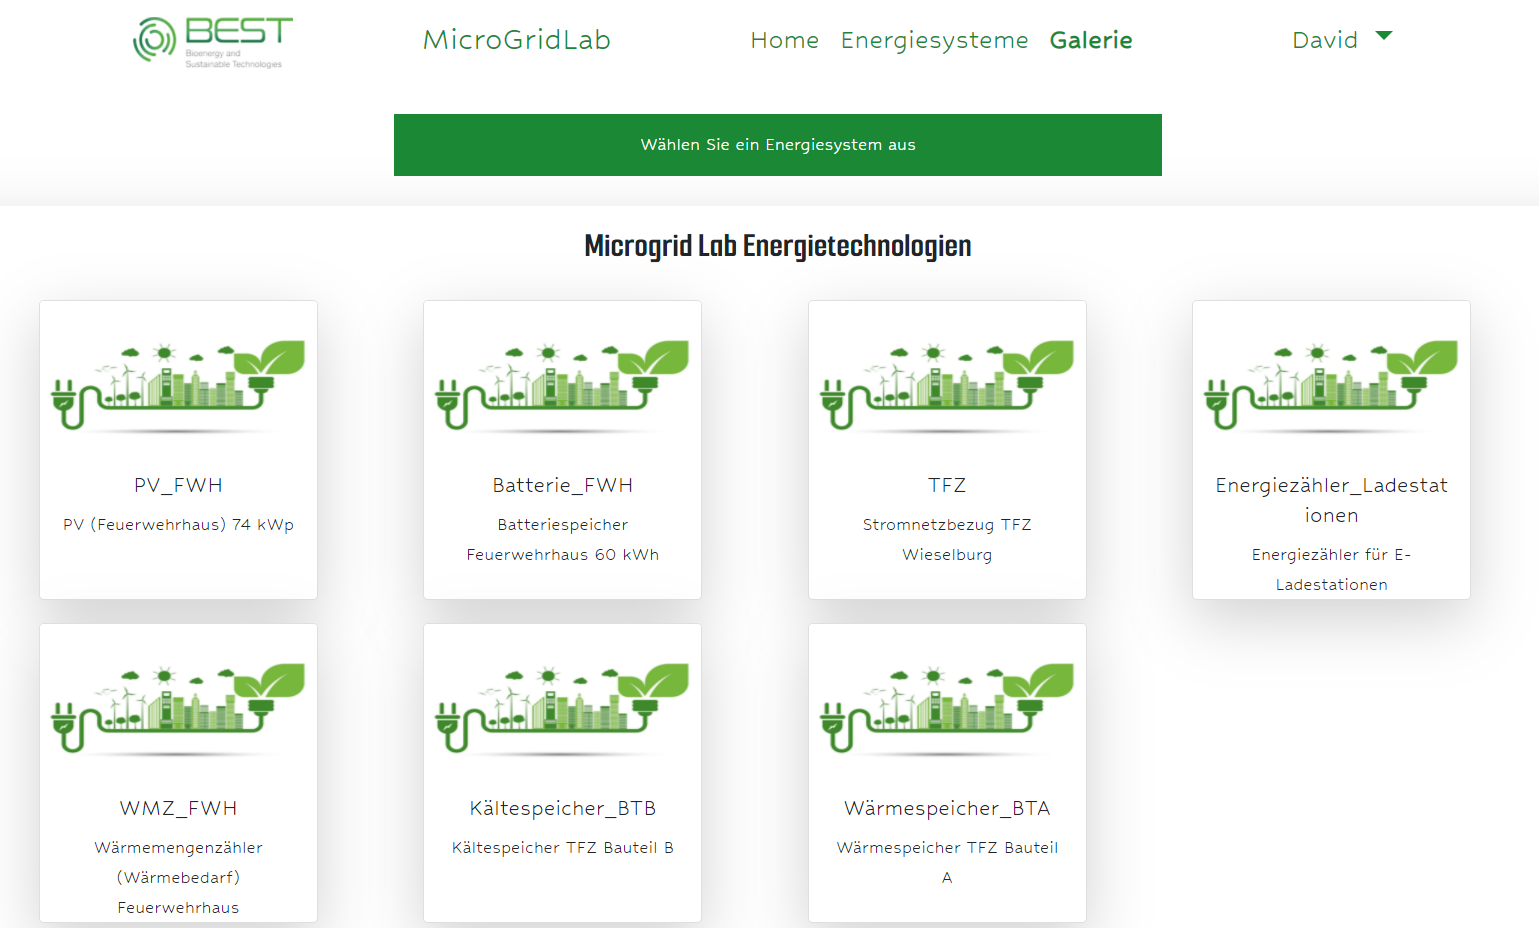 BEST
Bioenergy and
Sustainable Technologies
MicroGridLab
Home Energiesysteme Galerie
David
Wählen Sie ein Energiesystem aus
Microgrid Lab Energietechnologien
PV_FWH
PV (Feuerwehrhaus) 74 kWp
Batterie_FWH
Batteriespeicher
Feuerwehrhaus 60 kWh
TFZ
Stromnetzbezug TFZ
Wieselburg
Energiezähler_Ladestat
ionen
Energiezähler für E-
Ladestationen
WMZ_FWH
Wärmemengenzähler
(Wärmebedarf)
Feuerwehrhaus
Kältespeicher_BTB
Kältespeicher TFZ Bauteil B
Wärmespeicher_BTA
Wärmespeicher TFZ Bauteil
A